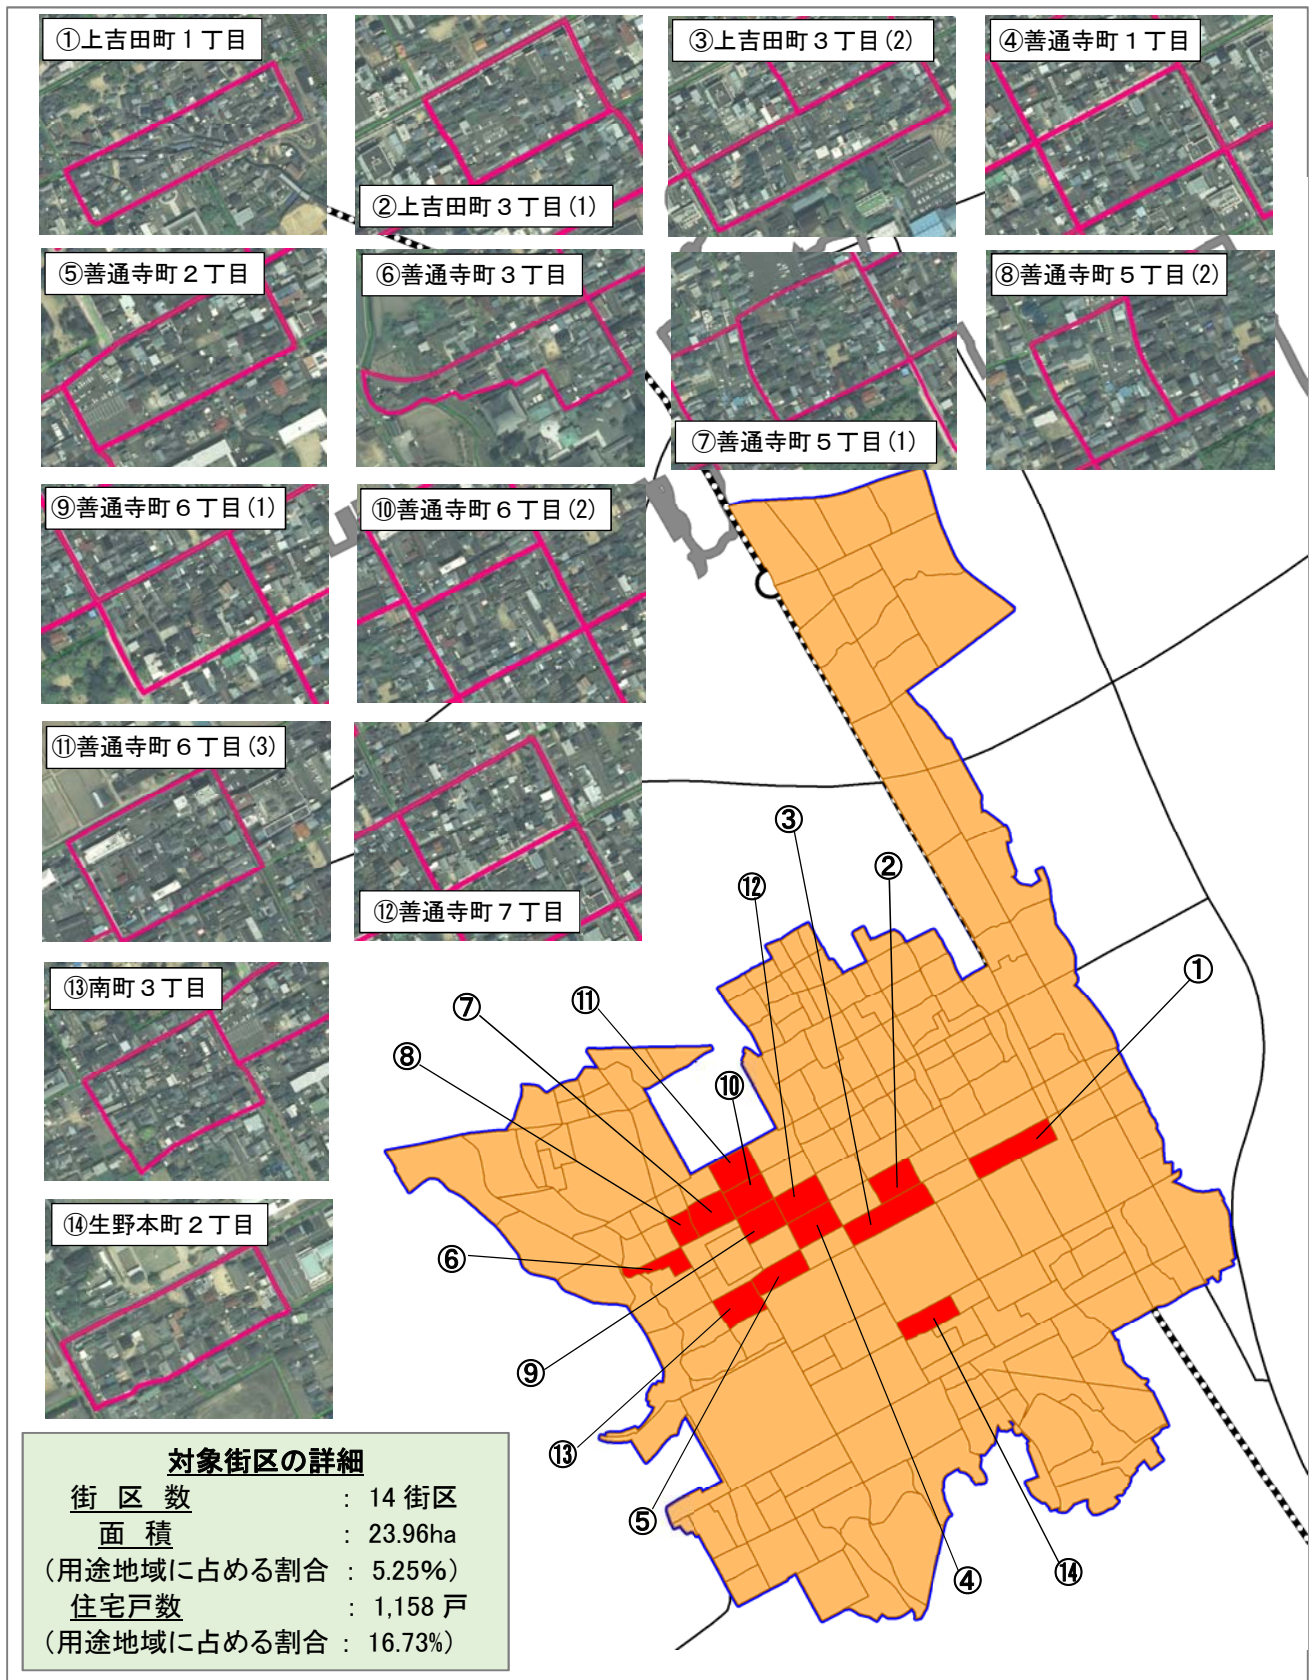 ①上吉田町１丁目
②上吉田町３丁目(1)
③上吉田町３丁目(2)
④善通寺町１丁目
⑤善通寺町２丁目
⑥善通寺町３丁目
⑦善通寺町５丁目(1)
⑧善通寺町５丁目(2)
⑨善通寺町６丁目(1)
⑩善通寺町６丁目(2)
⑪善通寺町６丁目(3)
⑫善通寺町７丁目
⑬南町３丁目
⑭生野本町２丁目
③
②
⑫
①
⑪
⑦
⑧
⑩
⑥
⑨
⑬
⑤
④
⑭
対象街区の詳細
街 区 数 : 14 街区
面 積 : 23.96ha
（用途地域に占める割合 : 5.25%）
住宅戸数 : 1,158 戸
（用途地域に占める割合 : 16.73%）